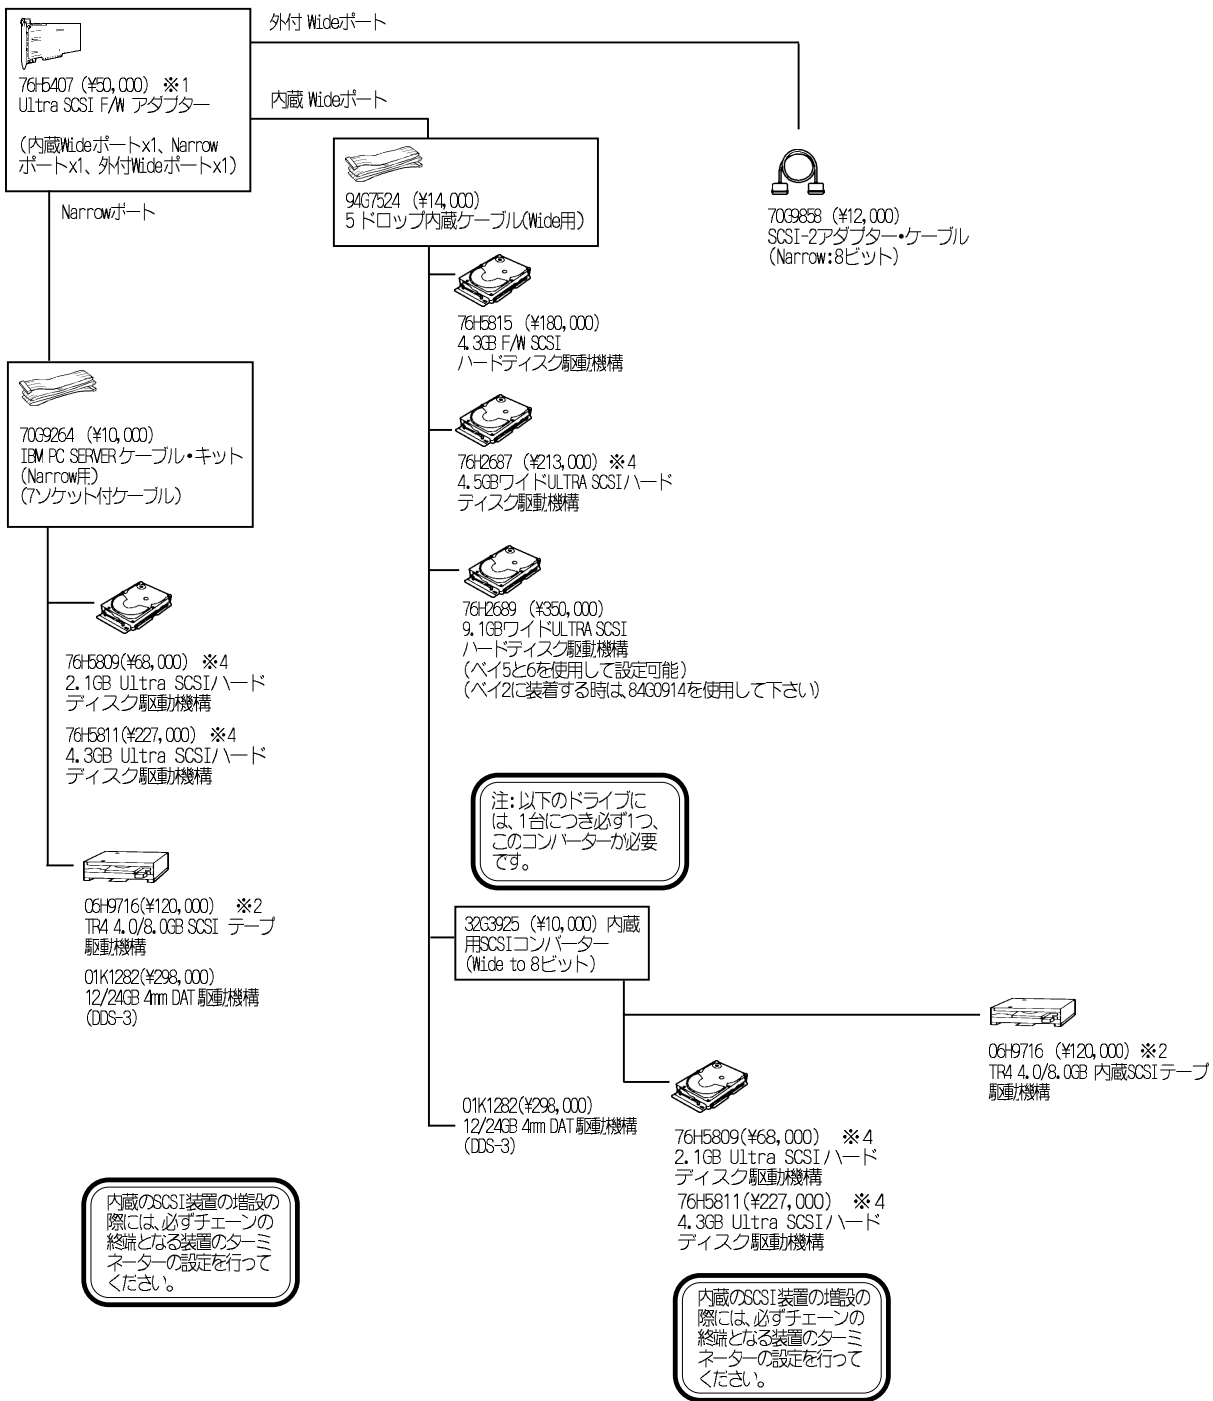 外付 Wideポート
76H5407 (¥50,000) ※1
Ultra SCSI F/W アダプター
(内蔵Wideポートx1、Narrow
ポートx1、外付Wideポートx1)
内蔵 Wideポート
Narrowポート
94G7524 (¥14,000)
5 ドロップ内蔵ケーブル(Wide用)
70G9858 (¥12,000)
SCSI-2アダプター・ケーブル
(Narrow:8ビット)
76H5815 (¥180,000)
4.3GB F/W SCSI
ハードディスク駆動機構
70G9264 (¥10,000)
IBM PC SERVER ケーブル・キット
(Narrow用)
(7ソケット付ケーブル)
76H2687 (¥213,000) ※4
4.5GBワイドULTRA SCSIハード
ディスク駆動機構
76H2689 (¥350,000)
9.1GBワイドULTRA SCSI
ハードディスク駆動機構
(ベイ5と6を使用して設定可能)
(ベイ2に装着する時は、84G0914を使用して下さい)
76H5809(¥68,000) ※4
2.1GB Ultra SCSIハード
ディスク駆動機構
76H5811(¥227,000) ※4
4.3GB Ultra SCSIハード
ディスク駆動機構
注:以下のドライブに
は、1台につき必ず1つ、
このコンバーターが必要
です。
06H9716(¥120,000) ※2
TR4 4.0/8.0GB SCSI テープ
駆動機構
01K1282(¥298,000)
12/24GB 4mm DAT 駆動機構
(DDS-3)
32G3925 (¥10,000) 内蔵
用SCSIコンバーター
(Wide to 8ビット)
06H9716 (¥120,000) ※2
TR4 4.0/8.0GB 内蔵SCSIテープ
駆動機構
01K1282(¥298,000)
12/24GB 4mm DAT 駆動機構
(DDS-3)
76H5809(¥68,000) ※4
2.1GB Ultra SCSIハード
ディスク駆動機構
76H5811(¥227,000) ※4
4.3GB Ultra SCSIハード
ディスク駆動機構
内蔵のSCSI装置の増設の
際には、必ずチェーンの
終端となる装置のターミ
ネーターの設定を行って
ください。
内蔵のSCSI装置の増設の
際には、必ずチェーンの
終端となる装置のターミ
ネーターの設定を行って
ください。